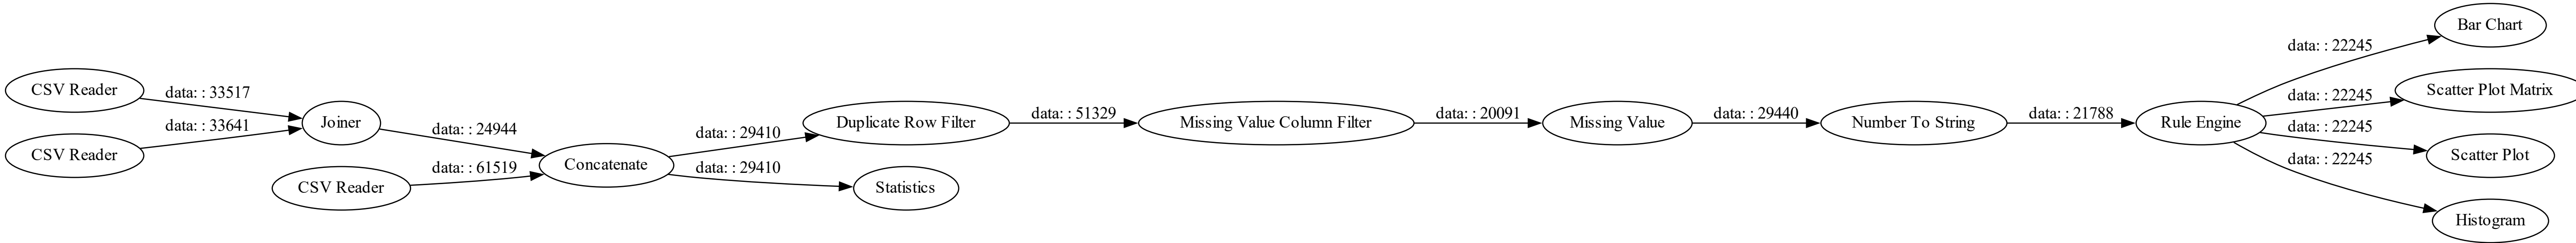 CSV Reader
data: : 33517
CSV Reader
data: : 33641
Joiner
data: : 24944
CSV Reader
data: : 61519
Concatenate
data: : 29410
data: : 29410
Duplicate Row Filter
Statistics
data: : 51329
Missing Value Column Filter
data: : 20091
Missing Value
data: : 29440
Number To String
data: : 21788
Rule Engine
data: : 22245
data: : 22245
data: : 22245
data: : 22245
Bar Chart
Scatter Plot Matrix
Scatter Plot
Histogram